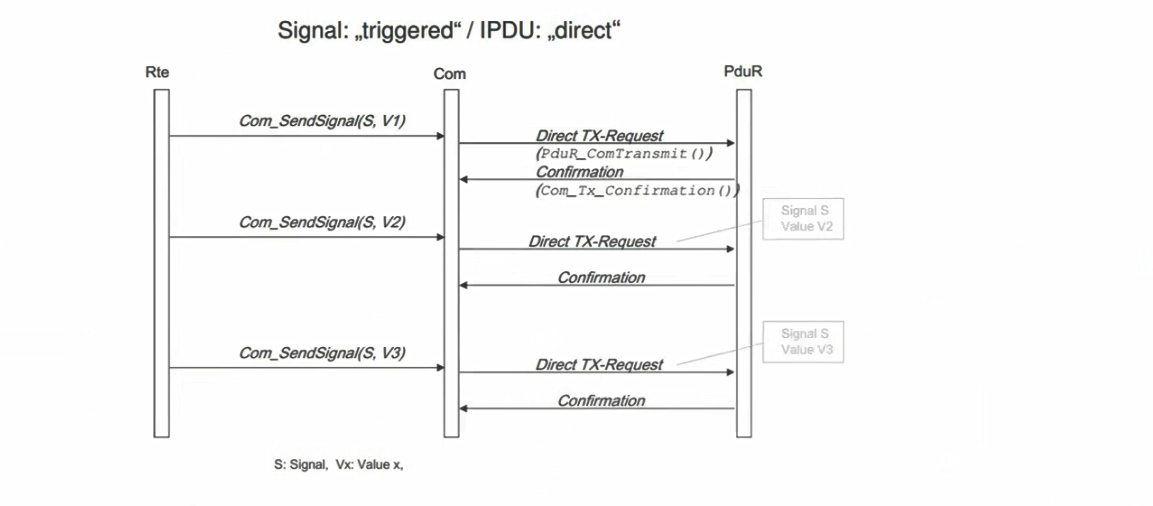 Signal: „triggered“ / IPDU: „direct“
Rte
Com
PduR
Com_SendSignal(S, V1)
Direct TX-Request
(PduR_ComTransmit())
Confirmation
(Com_Tx_Confirmation())
Signal S
Value V2
Com_SendSignal(S, V2)
Direct TX-Request
Confirmation
Signal S
Value V3
Com_SendSignal(S, V3)
Direct TX-Request
Confirmation
S: Signal, Vx: Value x,